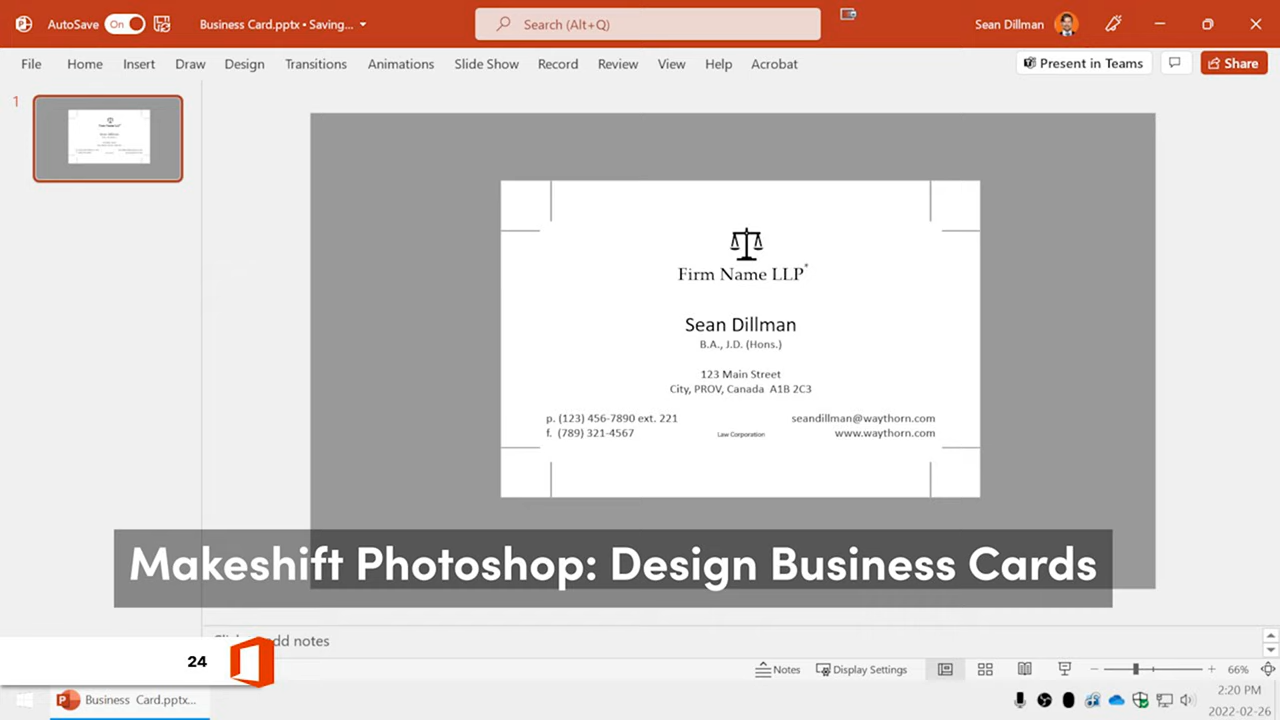 AutoSave On Business Card.pptx • Saving... Search (Alt+Q) Sean Dillman
File Home Insert Draw Design Transitions Animations Slide Show Record Review View Help Acrobat Present in Teams Share
1
Firm Name LLP*
Sean Dillman
B.A., J.D. (Hons.)
123 Main Street
City, PROV, Canada A1B 2C3
p. (123) 456-7890 ext. 221 seandillman@waythorn.com
f. (789) 321-4567 Law Corporation www.waythorn.com
Makeshift Photoshop: Design Business Cards
add notes
24
Notes Display Settings 66%
Business Card.pptx... 2:20 PM
2022-02-26